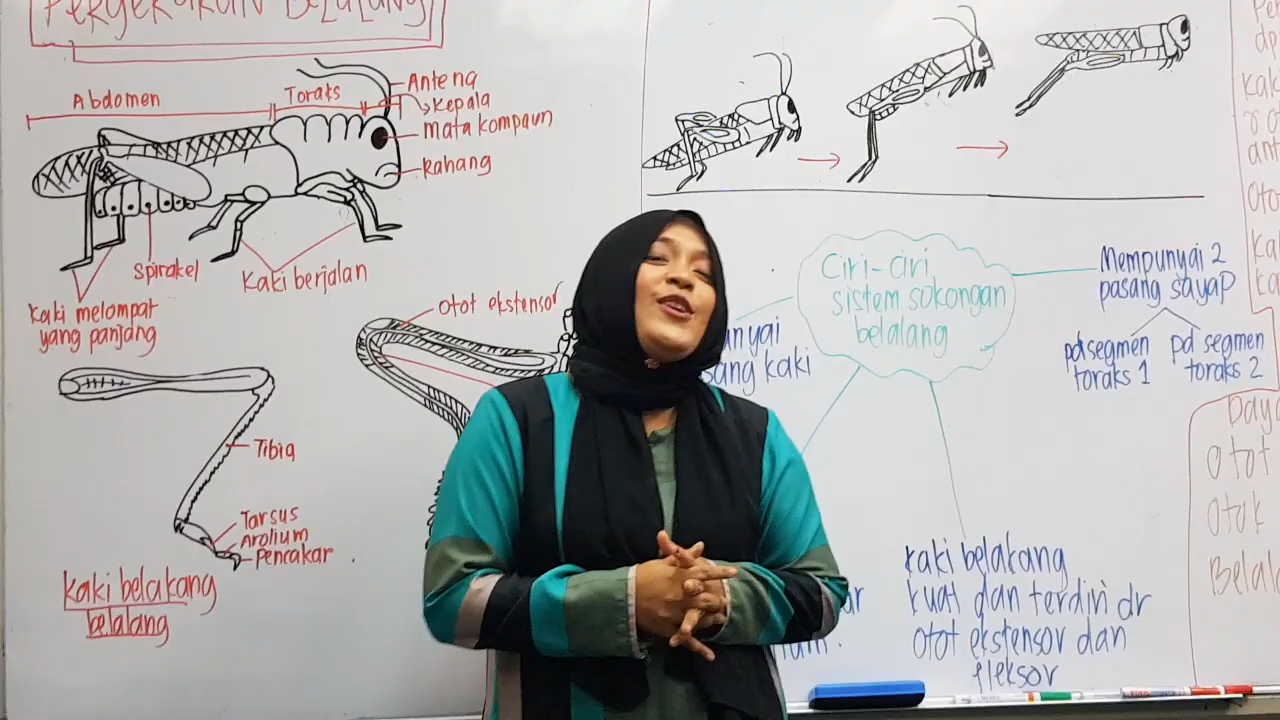 Pergerakan Belalang
Abdomen
Toraks
Antena
Kepala
Mata kompaun
Rahang
Spirakel
Kaki berjalan
Kaki melompat
yang panjang
Otot ekstensor
Tibia
Tarsus
Arolium
Pencakar
Kaki belakang
belalang
Ciri-ciri
sistem sokongan
belalang
Mempunyai 2
pasang sayap
pd segmen
toraks 1
pd segmen
toraks 2
kaki
Kaki belakang
kuat dan terdiri dr
otot ekstensor dan
fleksor
Otot